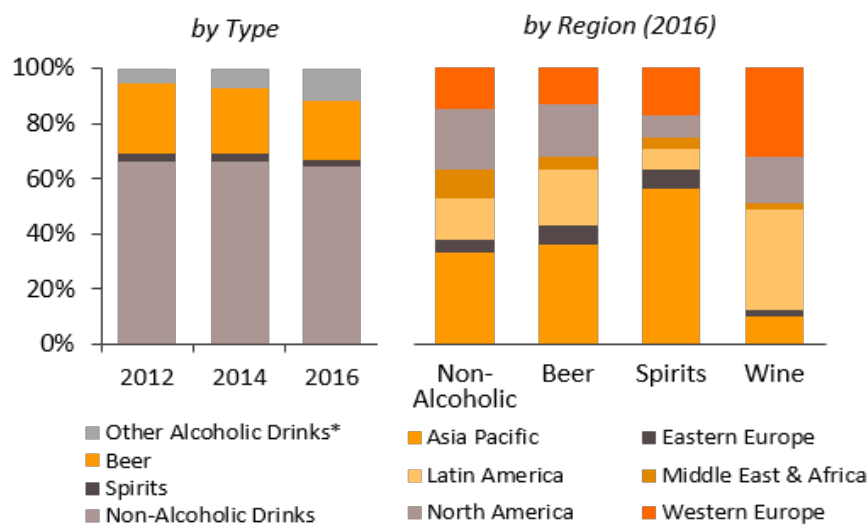 by Type
100%
80%
60%
40%
20%
0%
2012 2014 2016
Other Alcoholic Drinks*
Beer
Spirits
Non-Alcoholic Drinks
by Region (2016)
Non-
Alcoholic
Beer
Spirits
Wine
Asia Pacific
Eastern Europe
Latin America
Middle East & Africa
North America
Western Europe